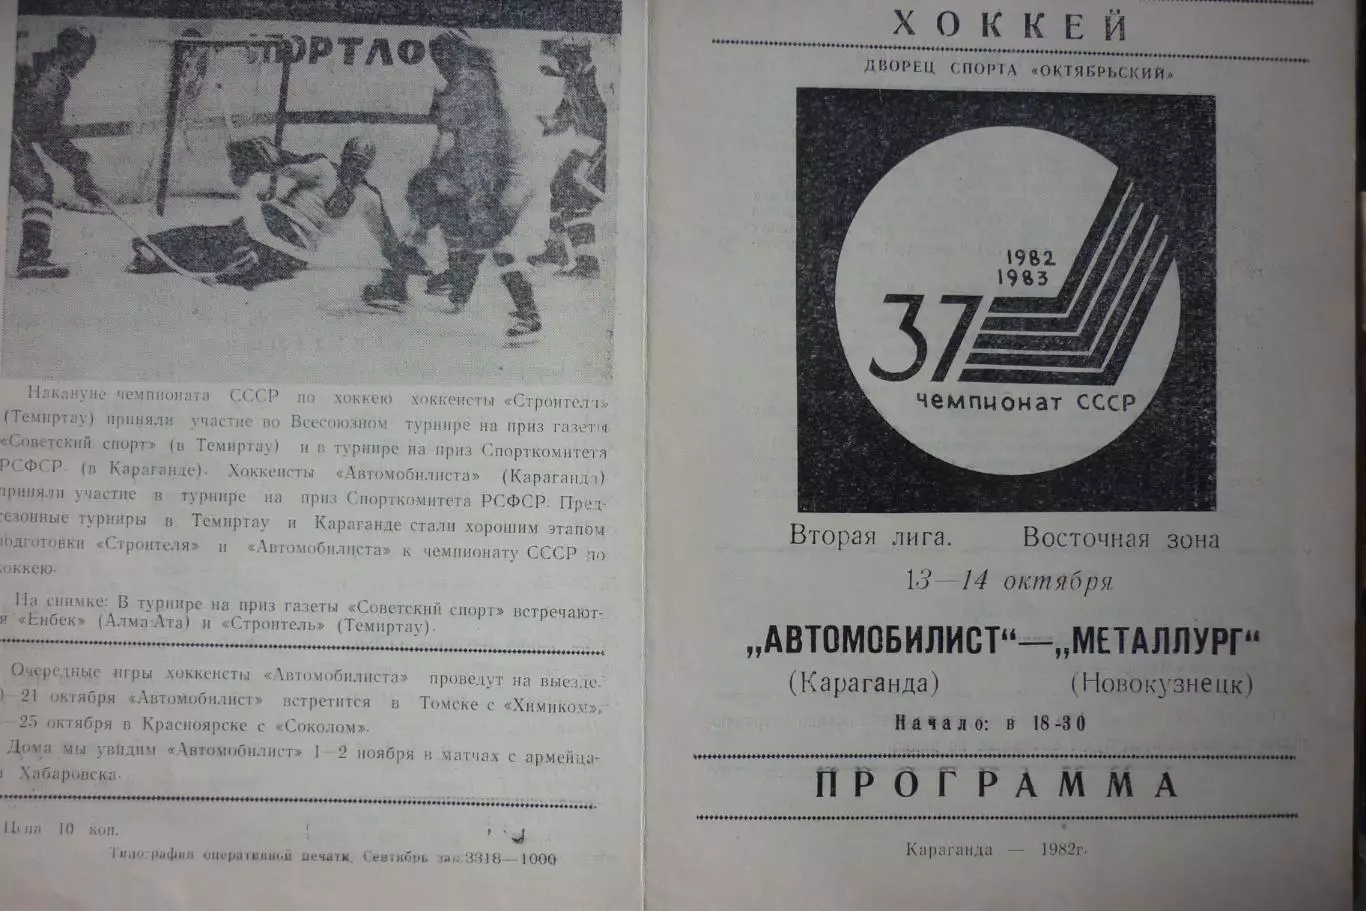 СПОРТЛО
Накануне чемпионата СССР по хоккею хоккеисты «Строителя»
(Темиртау) приняли участие во Всесоюзном турнире на приз газеты
«Советский спорт» (в Темиртау) и в турнире на приз Спорткомитета
РСФСР (в Караганде). Хоккеисты «Автомобилиста» (Караганда)
приняли участие в турнире на приз Спорткомитета РСФСР. Пред-
сезонные турниры в Темиртау и Караганде стали хорошим этапом
подготовки «Строителя» и «Автомобилиста» к чемпионату СССР по
хоккею.
На снимке: В турнире на приз газеты «Советский спорт» встречают-
я «Енбек» (Алма-Ата) и «Строитель» (Темиртау).
Очередные игры хоккеисты «Автомобилиста» проведут на выезде.
—21 октября «Автомобилист» встретится в Томске с «Химиком»,
—25 октября в Красноярске с «Соколом».
Дома мы увидим «Автомобилист» 1—2 ноября в матчах с армейца-
и Хабаровска.
Цена 10 коп.
Типография оперативной печати. Сентябрь зак.3318—1000
ХОККЕЙ
ДВОРЕЦ СПОРТА «ОКТЯБРЬСКИЙ»
1982
1983
37
чемпионат СССР
Вторая лига. Восточная зона
13—14 октября
„АВТОМОБИЛИСТ“—„МЕТАЛЛУРГ“
(Караганда) (Новокузнецк)
Начало: в 18-30
ПРОГРАММА
Караганда — 1982г.